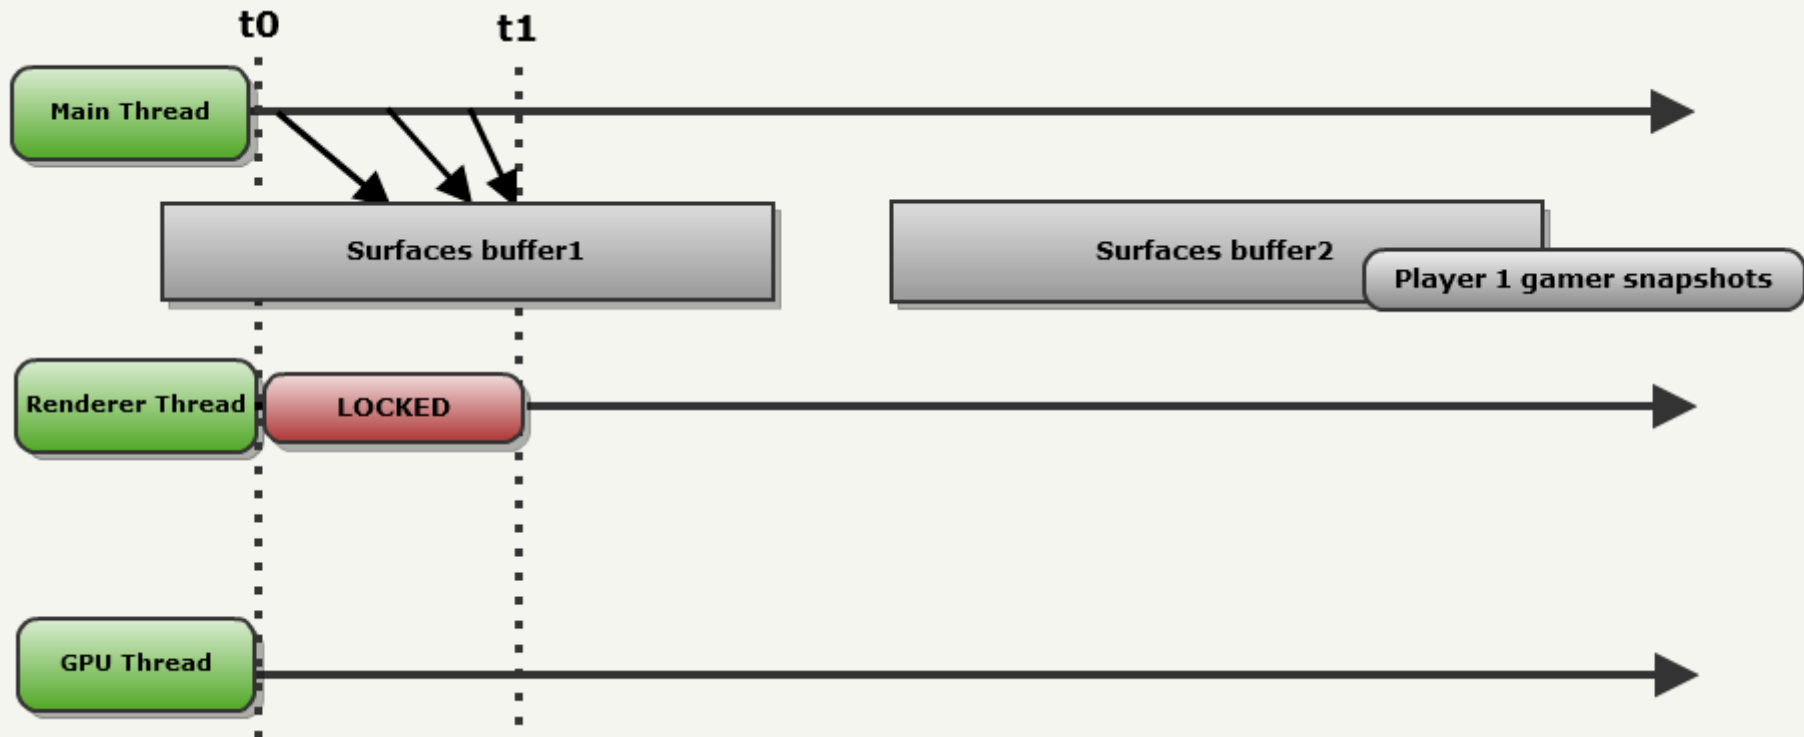 t0
t1
Main Thread
Surfaces buffer1
Surfaces buffer2
Player 1 gamer snapshots
Renderer Thread
LOCKED
GPU Thread